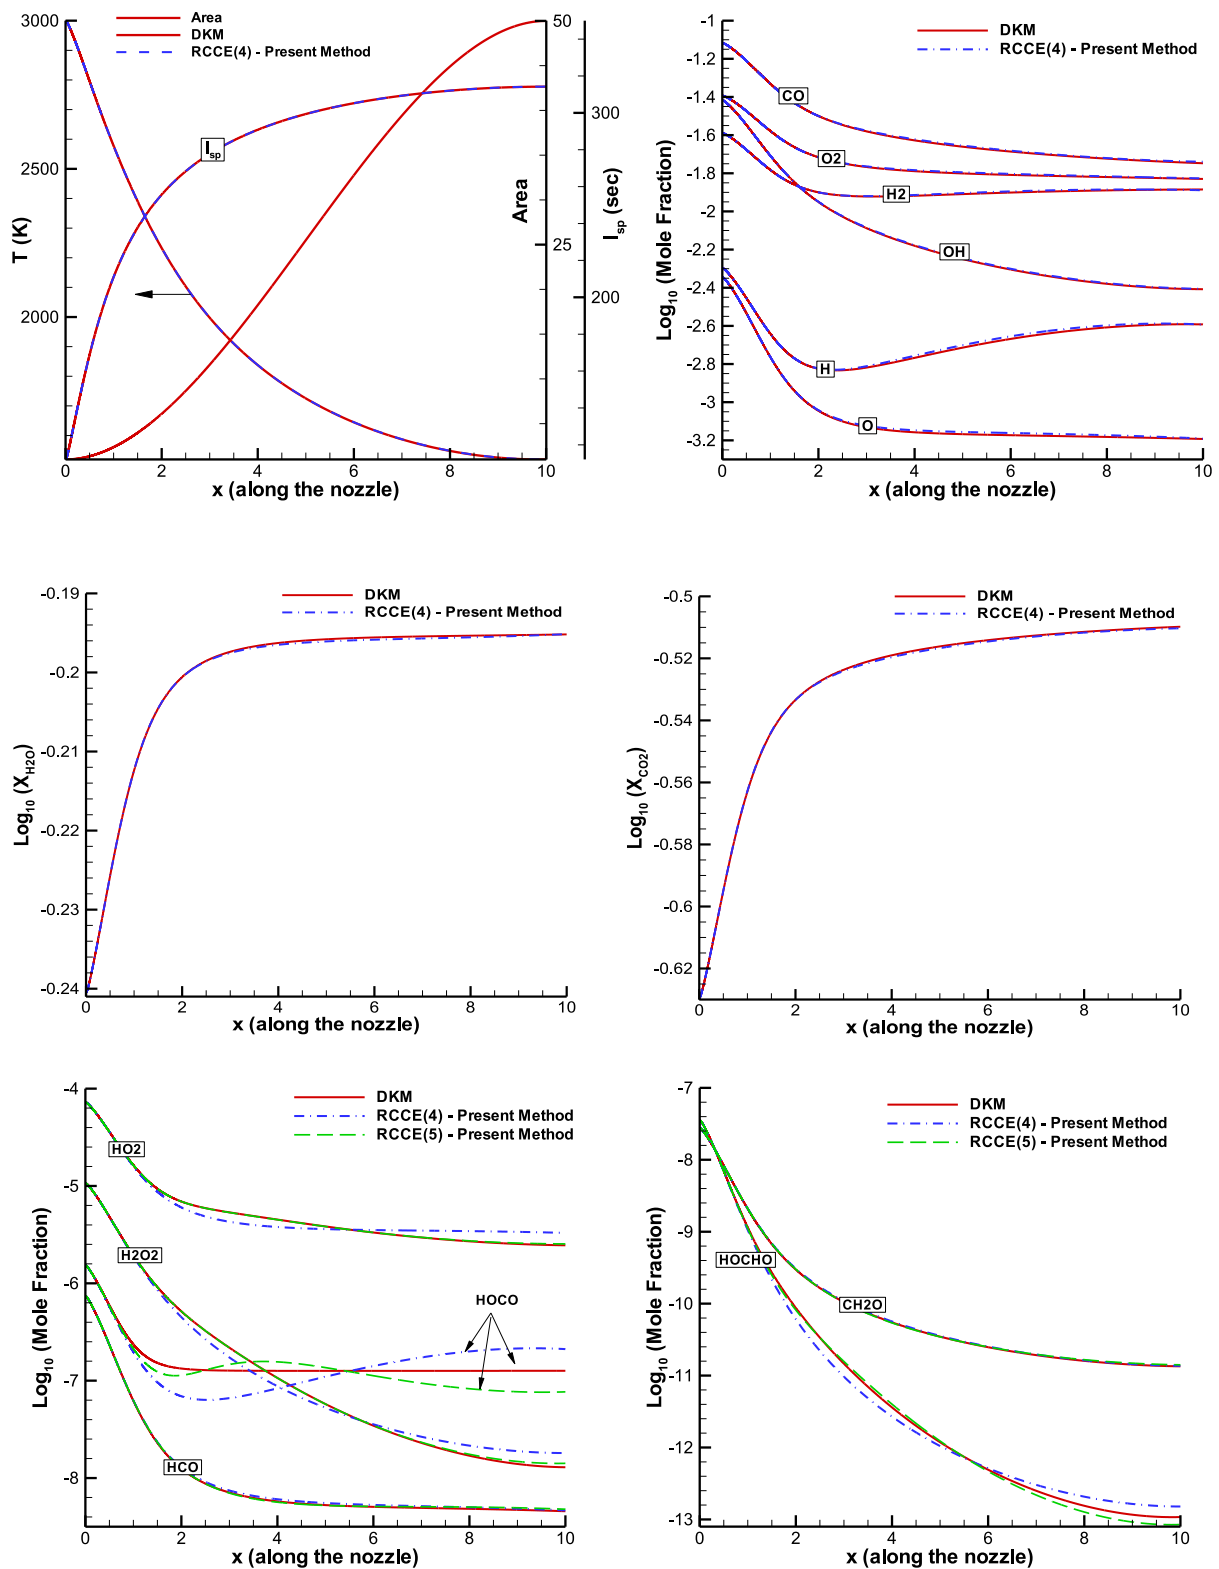 Area
DKM
RCCE(4) - Present Method
3000
2500
2000
T (K)
I_sp
Area
50
25
300
200
I_sp (sec)
0 2 4 6 8 10
x (along the nozzle)
DKM
RCCE(4) - Present Method
-1
-1.2
-1.4
-1.6
-1.8
-2
-2.2
-2.4
-2.6
-2.8
-3
-3.2
Log₁₀ (Mole Fraction)
CO
O2
H2
OH
H
O
0 2 4 6 8 10
x (along the nozzle)
DKM
RCCE(4) - Present Method
-0.19
-0.2
-0.21
-0.22
-0.23
-0.24
Log₁₀ (X_H2O)
0 2 4 6 8 10
x (along the nozzle)
DKM
RCCE(4) - Present Method
-0.5
-0.52
-0.54
-0.56
-0.58
-0.6
-0.62
Log₁₀ (X_CO2)
0 2 4 6 8 10
x (along the nozzle)
DKM
RCCE(4) - Present Method
RCCE(5) - Present Method
-4
-5
-6
-7
-8
Log₁₀ (Mole Fraction)
HO2
H2O2
HOCO
HCO
0 2 4 6 8 10
x (along the nozzle)
DKM
RCCE(4) - Present Method
RCCE(5) - Present Method
-7
-8
-9
-10
-11
-12
-13
Log₁₀ (Mole Fraction)
HOCHO
CH2O
0 2 4 6 8 10
x (along the nozzle)